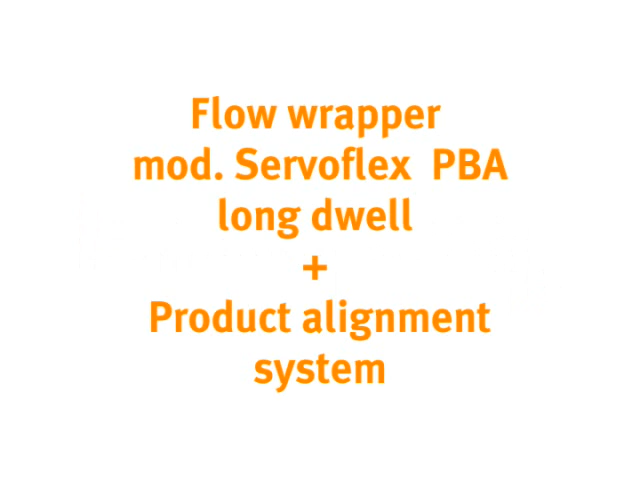 Flow wrapper
mod. Servoflex  PBA
long dwell
+
Product alignment
system